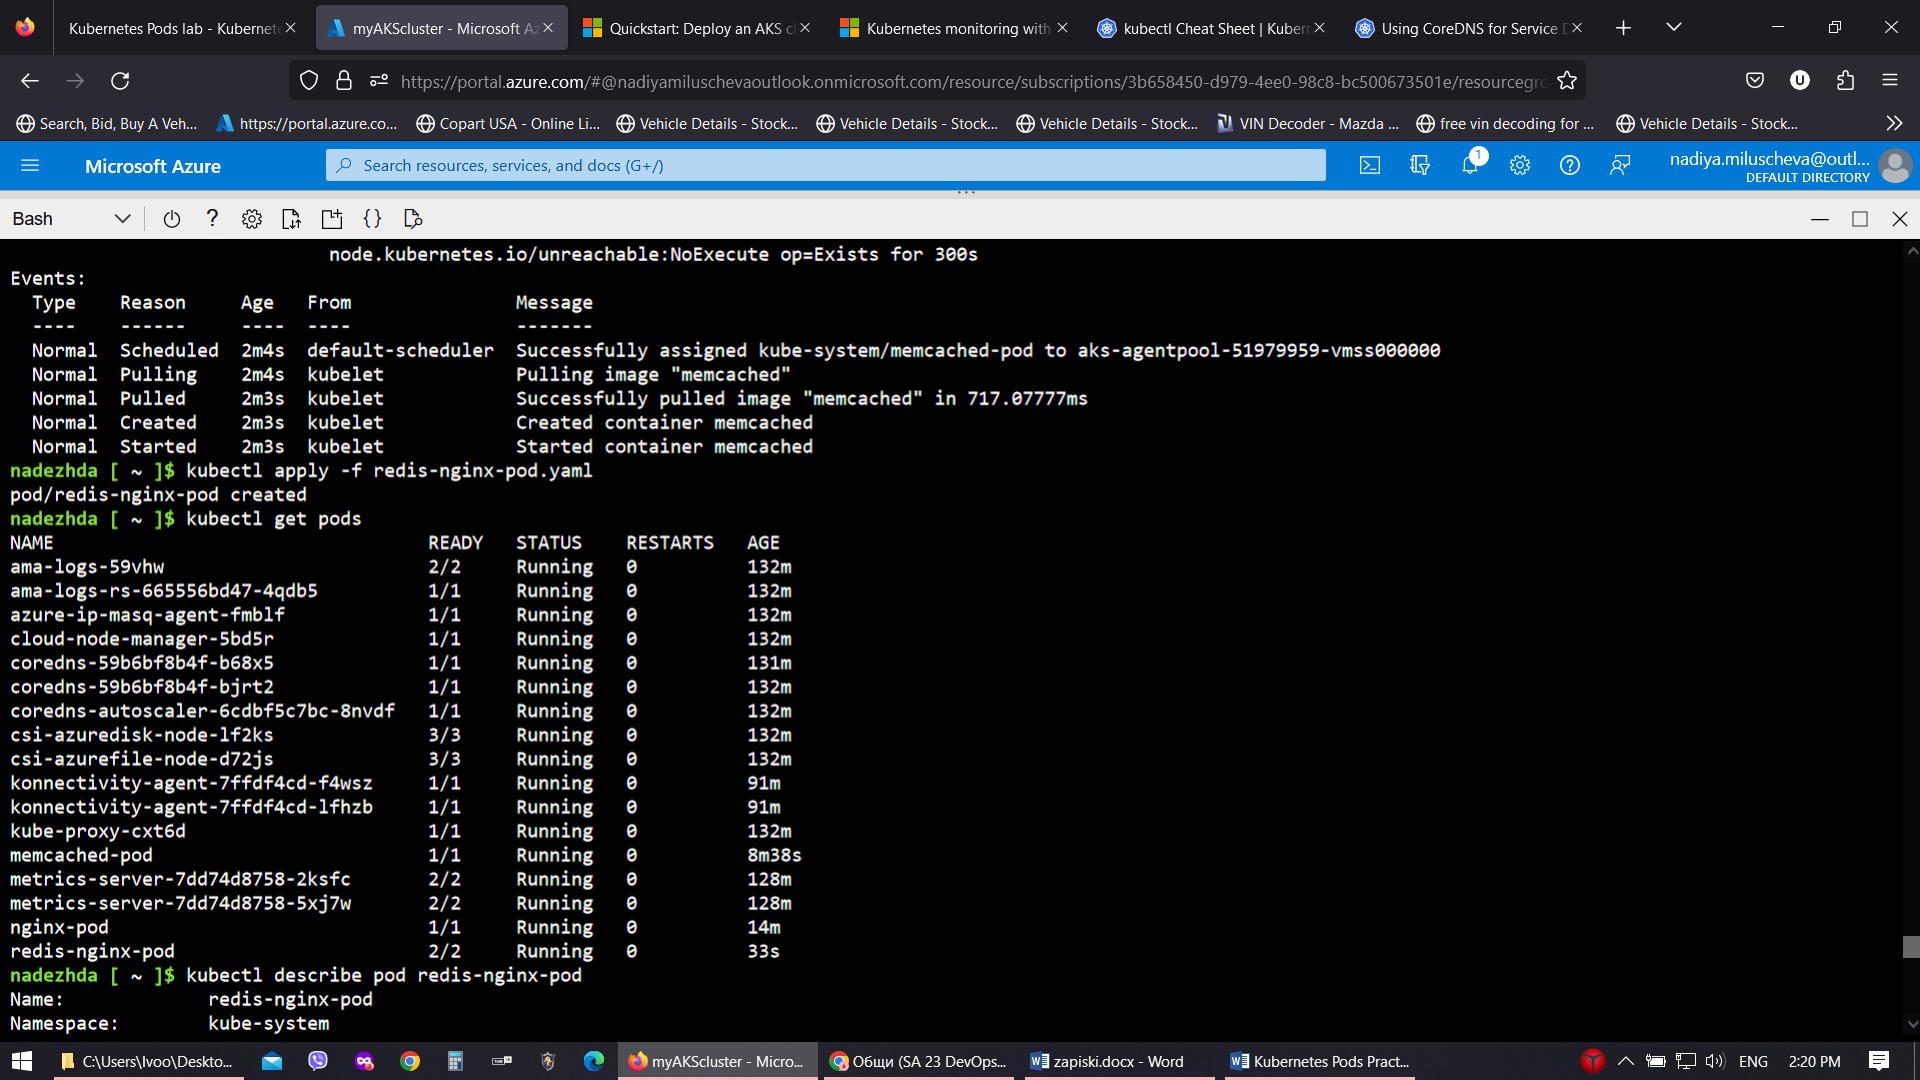 Kubernetes Pods lab - Kubernete
myAKScluster - Microsoft Az
Quickstart: Deploy an AKS cl
Kubernetes monitoring with
kubectl Cheat Sheet | Kubern
Using CoreDNS for Service D
https://portal.azure.com/#@nadiyamiluschevaoutlook.onmicrosoft.com/resource/subscriptions/3b658450-d979-4ee0-98c8-bc500673501e/resourcegro
Search, Bid, Buy A Veh...
https://portal.azure.co...
Copart USA - Online Li...
Vehicle Details - Stock...
Vehicle Details - Stock...
Vehicle Details - Stock...
VIN Decoder - Mazda ...
free vin decoding for ...
Vehicle Details - Stock...
Microsoft Azure
Search resources, services, and docs (G+/)
1
nadiya.miluscheva@outl...
DEFAULT DIRECTORY
Bash
node.kubernetes.io/unreachable:NoExecute op=Exists for 300s
Events:
Type Reason Age From Message
---- ------ ---- ---- -------
Normal Scheduled 2m4s default-scheduler Successfully assigned kube-system/memcached-pod to aks-agentpool-51979959-vmss000000
Normal Pulling 2m4s kubelet Pulling image "memcached"
Normal Pulled 2m3s kubelet Successfully pulled image "memcached" in 717.07777ms
Normal Created 2m3s kubelet Created container memcached
Normal Started 2m3s kubelet Started container memcached
nadezhda [ ~ ]$ kubectl apply -f redis-nginx-pod.yaml
pod/redis-nginx-pod created
nadezhda [ ~ ]$ kubectl get pods
NAME READY STATUS RESTARTS AGE
ama-logs-59vhw 2/2 Running 0 132m
ama-logs-rs-665556bd47-4qdb5 1/1 Running 0 132m
azure-ip-masq-agent-fmblf 1/1 Running 0 132m
cloud-node-manager-5bd5r 1/1 Running 0 132m
coredns-59b6bf8b4f-b68x5 1/1 Running 0 131m
coredns-59b6bf8b4f-bjrt2 1/1 Running 0 132m
coredns-autoscaler-6cdbf5c7bc-8nvdf 1/1 Running 0 132m
csi-azuredisk-node-lf2ks 3/3 Running 0 132m
csi-azurefile-node-d72js 3/3 Running 0 132m
konnectivity-agent-7ffdf4cd-f4wsz 1/1 Running 0 91m
konnectivity-agent-7ffdf4cd-lfhzb 1/1 Running 0 91m
kube-proxy-cxt6d 1/1 Running 0 132m
memcached-pod 1/1 Running 0 8m38s
metrics-server-7dd74d8758-2ksfc 2/2 Running 0 128m
metrics-server-7dd74d8758-5xj7w 2/2 Running 0 128m
nginx-pod 1/1 Running 0 14m
redis-nginx-pod 2/2 Running 0 33s
nadezhda [ ~ ]$ kubectl describe pod redis-nginx-pod
Name: redis-nginx-pod
Namespace: kube-system
C:\Users\Ivoo\Deskto...
myAKScluster - Micro...
Общи (SA 23 DevOps...
zapiski.docx - Word
Kubernetes Pods Pract...
ENG
2:20 PM